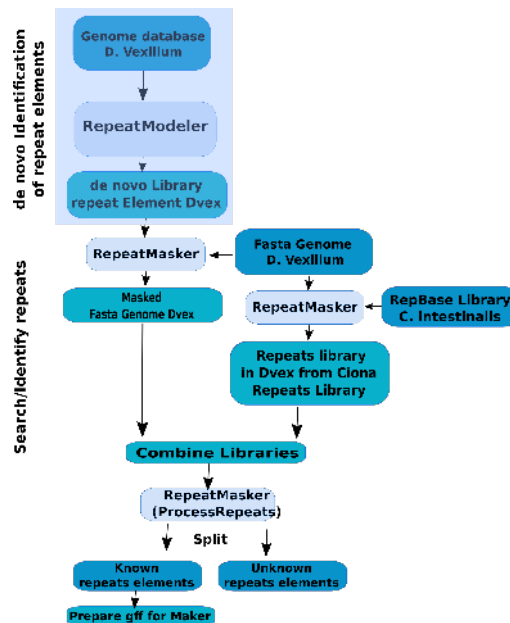 Genome database
D. Vexillum
de novo Identification
of repeat elements
RepeatModeler
de novo Library
repeat Element Dvex
RepeatMasker
Fasta Genome
D. Vexillum
Search/Identify repeats
Masked
Fasta Genome Dvex
RepeatMasker
RepBase Library
C. Intestinalis
Repeats library
in Dvex from Ciona
Repeats Library
Combine Libraries
RepeatMasker
(ProcessRepeats)
Split
Known
repeats elements
Unknown
repeats elements
Prepare gff for Maker